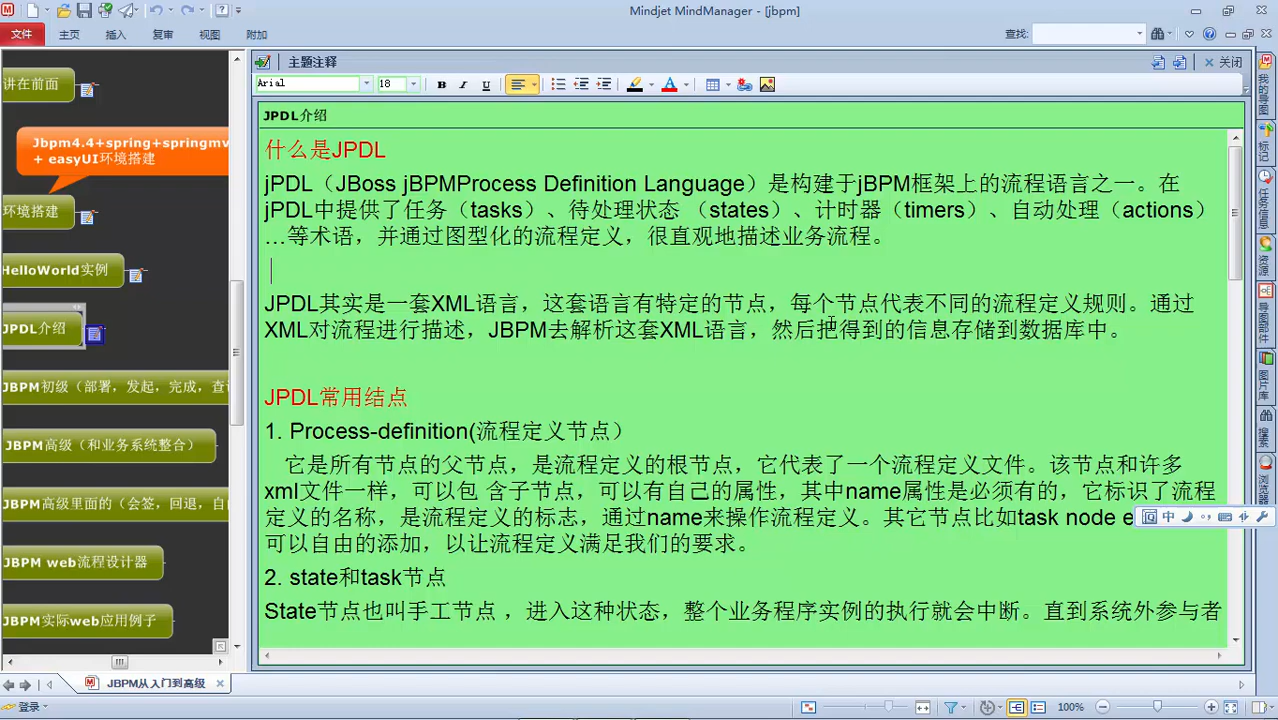 Mindjet MindManager - [jbpm]
文件 主页 插入 复审 视图 附加 查找:
主题注释 关闭
Arial 18 B I U A
讲在前面
Jbpm4.4+spring+springmv
+ easyUI环境搭建
环境搭建
HelloWorld实例
JPDL介绍
JBPM初级（部署，发起，完成，查
JBPM高级（和业务系统整合）
JBPM高级里面的（会签，回退，自
JBPM web流程设计器
JBPM实际web应用例子
JPDL介绍
什么是JPDL
jPDL（JBoss jBPMProcess Definition Language）是构建于jBPM框架上的流程语言之一。在
jPDL中提供了任务（tasks）、待处理状态 （states）、计时器（timers）、自动处理（actions）
…等术语，并通过图型化的流程定义，很直观地描述业务流程。
JPDL其实是一套XML语言，这套语言有特定的节点，每个节点代表不同的流程定义规则。通过
XML对流程进行描述，JBPM去解析这套XML语言，然后把得到的信息存储到数据库中。
JPDL常用结点
1. Process-definition(流程定义节点）
它是所有节点的父节点，是流程定义的根节点，它代表了一个流程定义文件。该节点和许多
xml文件一样，可以包 含子节点，可以有自己的属性，其中name属性是必须有的，它标识了流程
定义的名称，是流程定义的标志，通过name来操作流程定义。其它节点比如task node e
可以自由的添加，以让流程定义满足我们的要求。
2. state和task节点
State节点也叫手工节点 ，进入这种状态，整个业务程序实例的执行就会中断。直到系统外参与者
中
我的导图
标记
任务信息
资源
导图部件
图片库
搜索
浏览器
JBPM从入门到高级
登录 100%